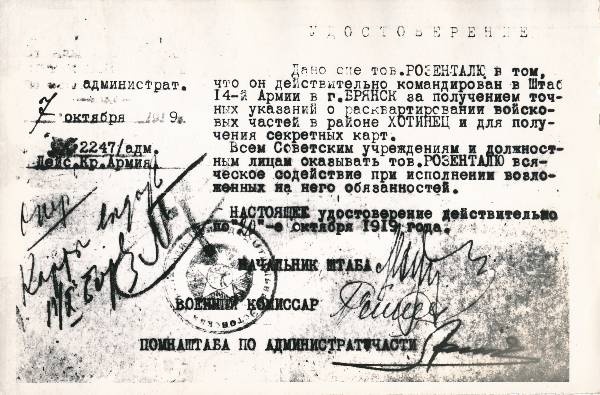 УДОСТОВЕРЕНИЕ
Дано сие тов.РОЗЕНТАЛЮ в том,
что он действительно командирован в Штаб
14-й Армии в г.БРЯНСК за получением точ-
ных указаний о расквартировании войско-
вых частей в районе ХОТИНЕЦ и для полу-
чения секретных карт.
Всем Советским учреждениям и должност-
ным лицам оказывать тов.РОЗЕНТАЛЮ вся-
ческое содействие при исполнении возло-
женных на него обязанностей.
НАСТОЯЩЕЕ удостоверение действительно
по "20"-е октября 1919 года.
администрат.
7 октября 1919
2247/адм.
Дейс.Кр.Армия
НАЧАЛЬНИК ШТАБА
ВОЕННЫЙ КОМИССАР
ПОМНАШТАБА ПО АДМИНИСТРАТЧАСТИ